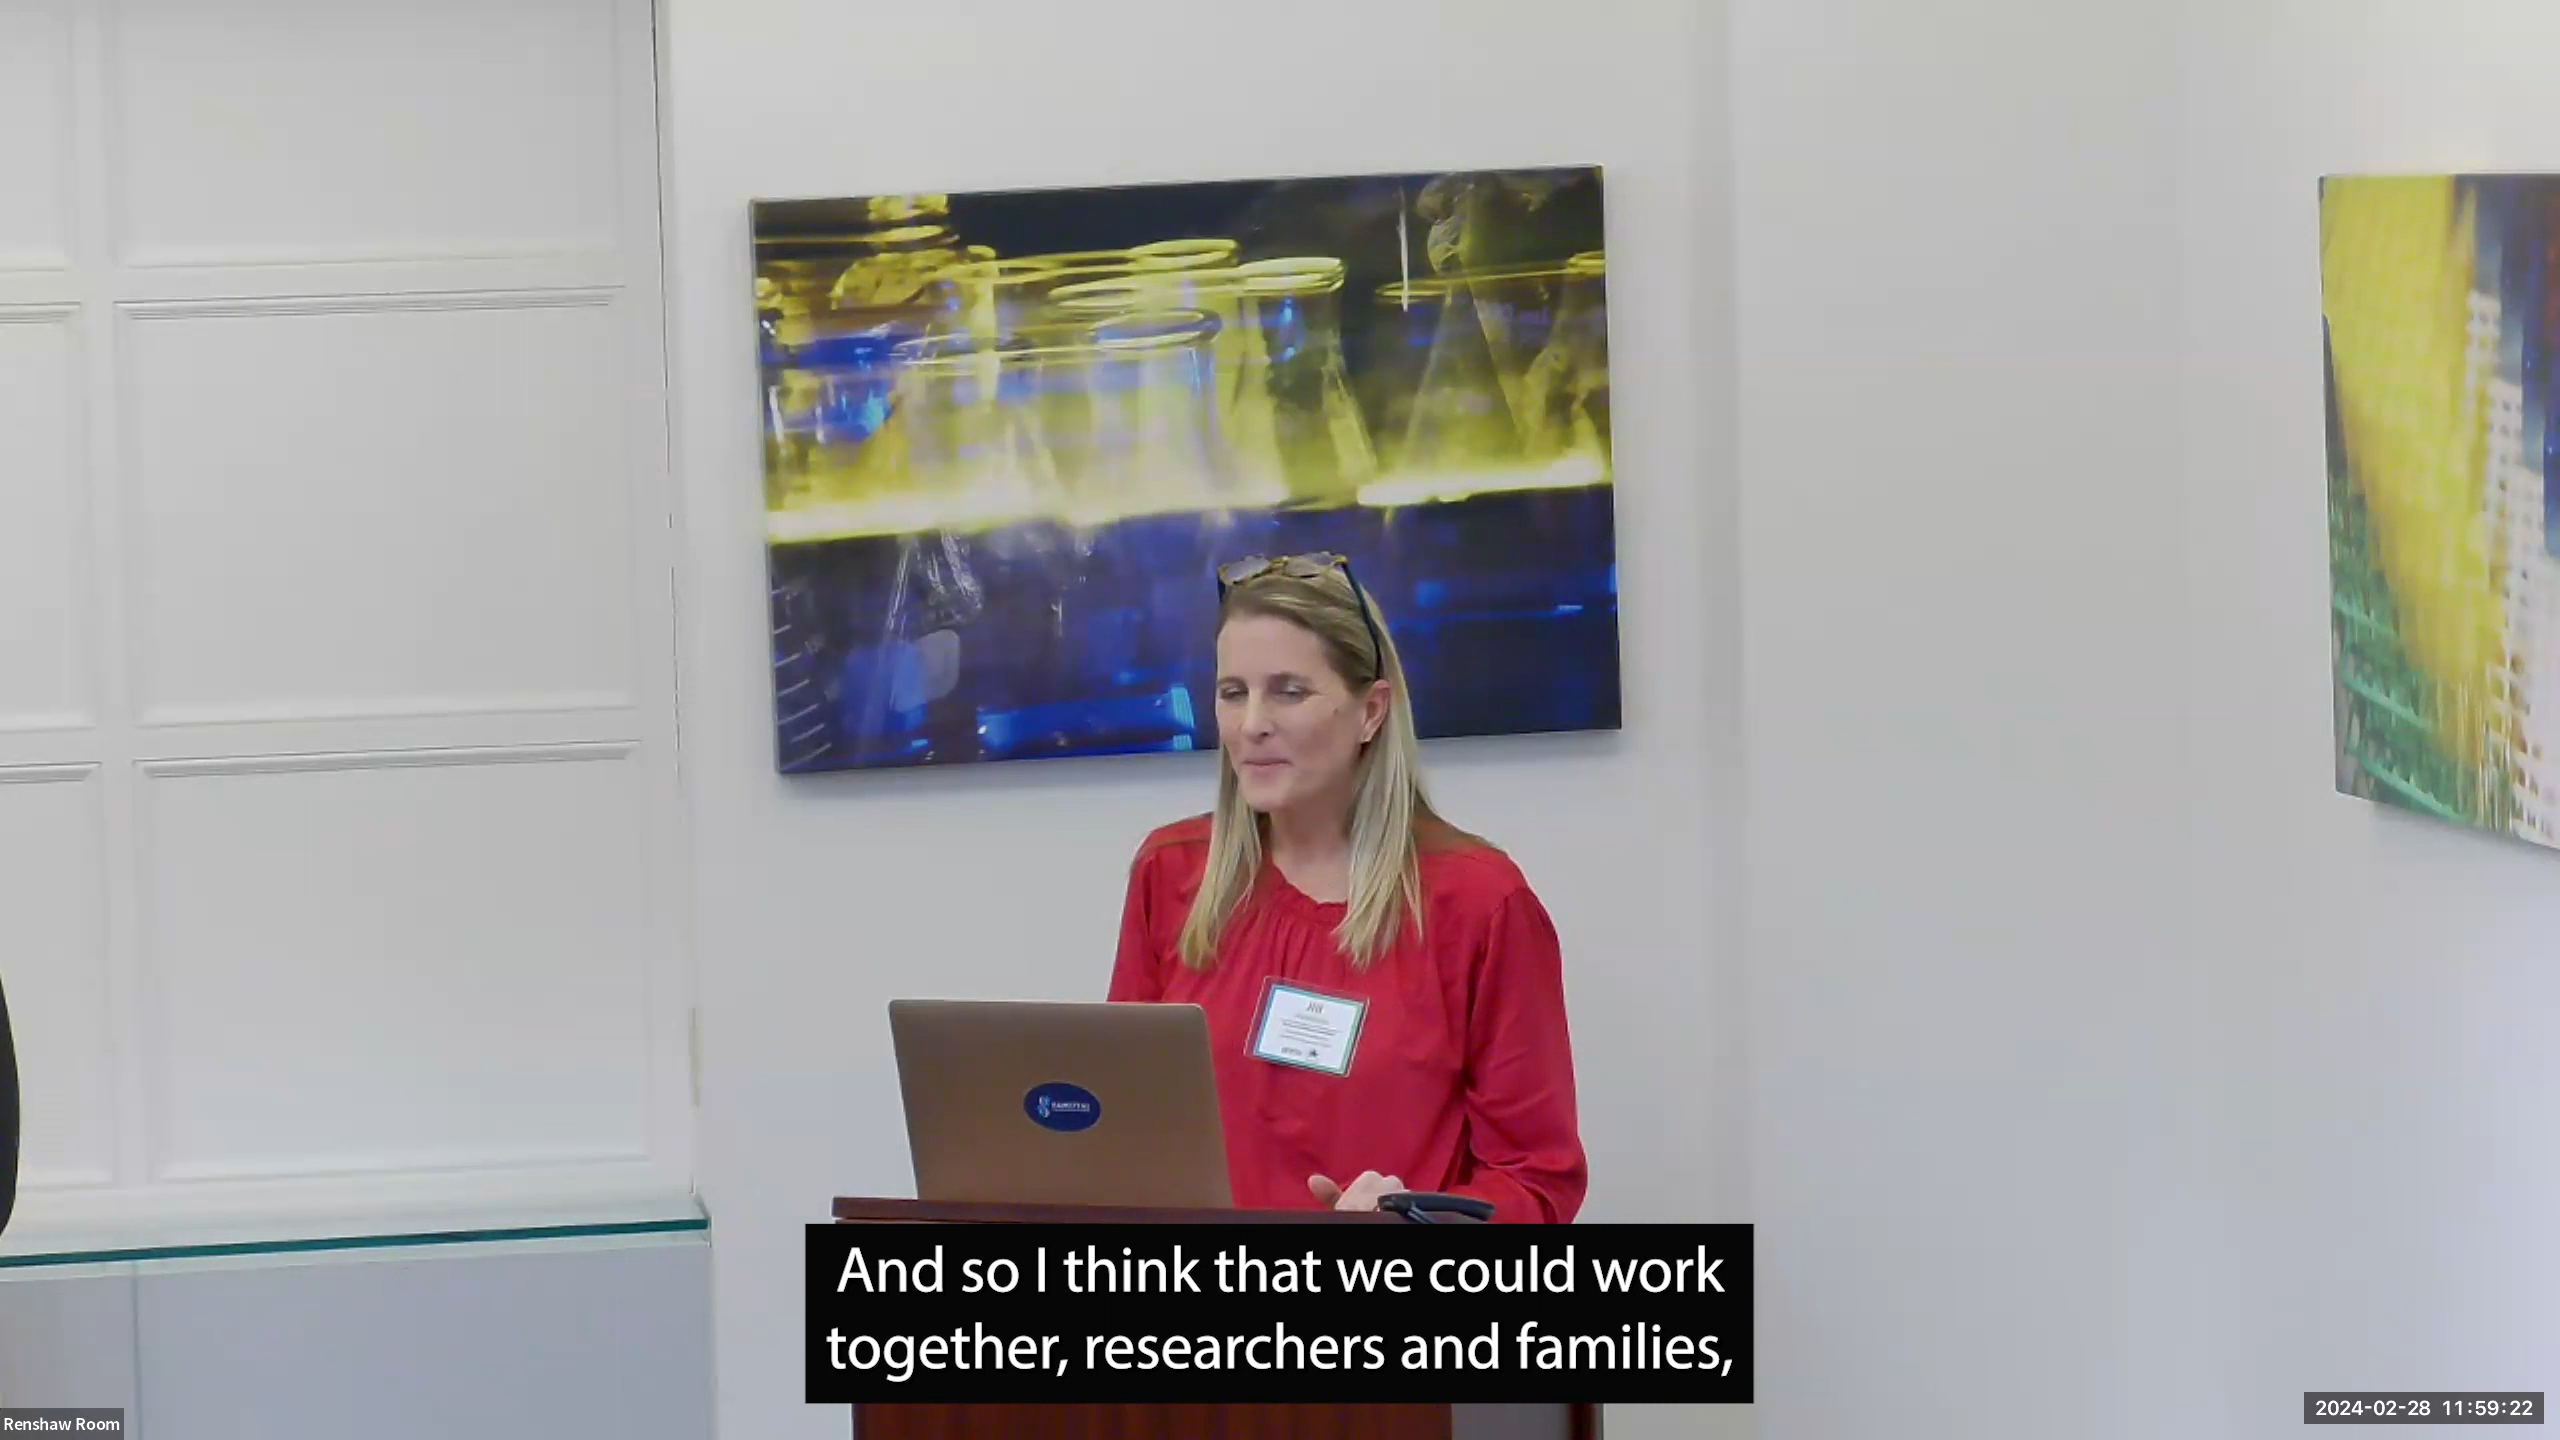 Jill
And so I think that we could work
together, researchers and families,
Renshaw Room
2024-02-28 11:59:22